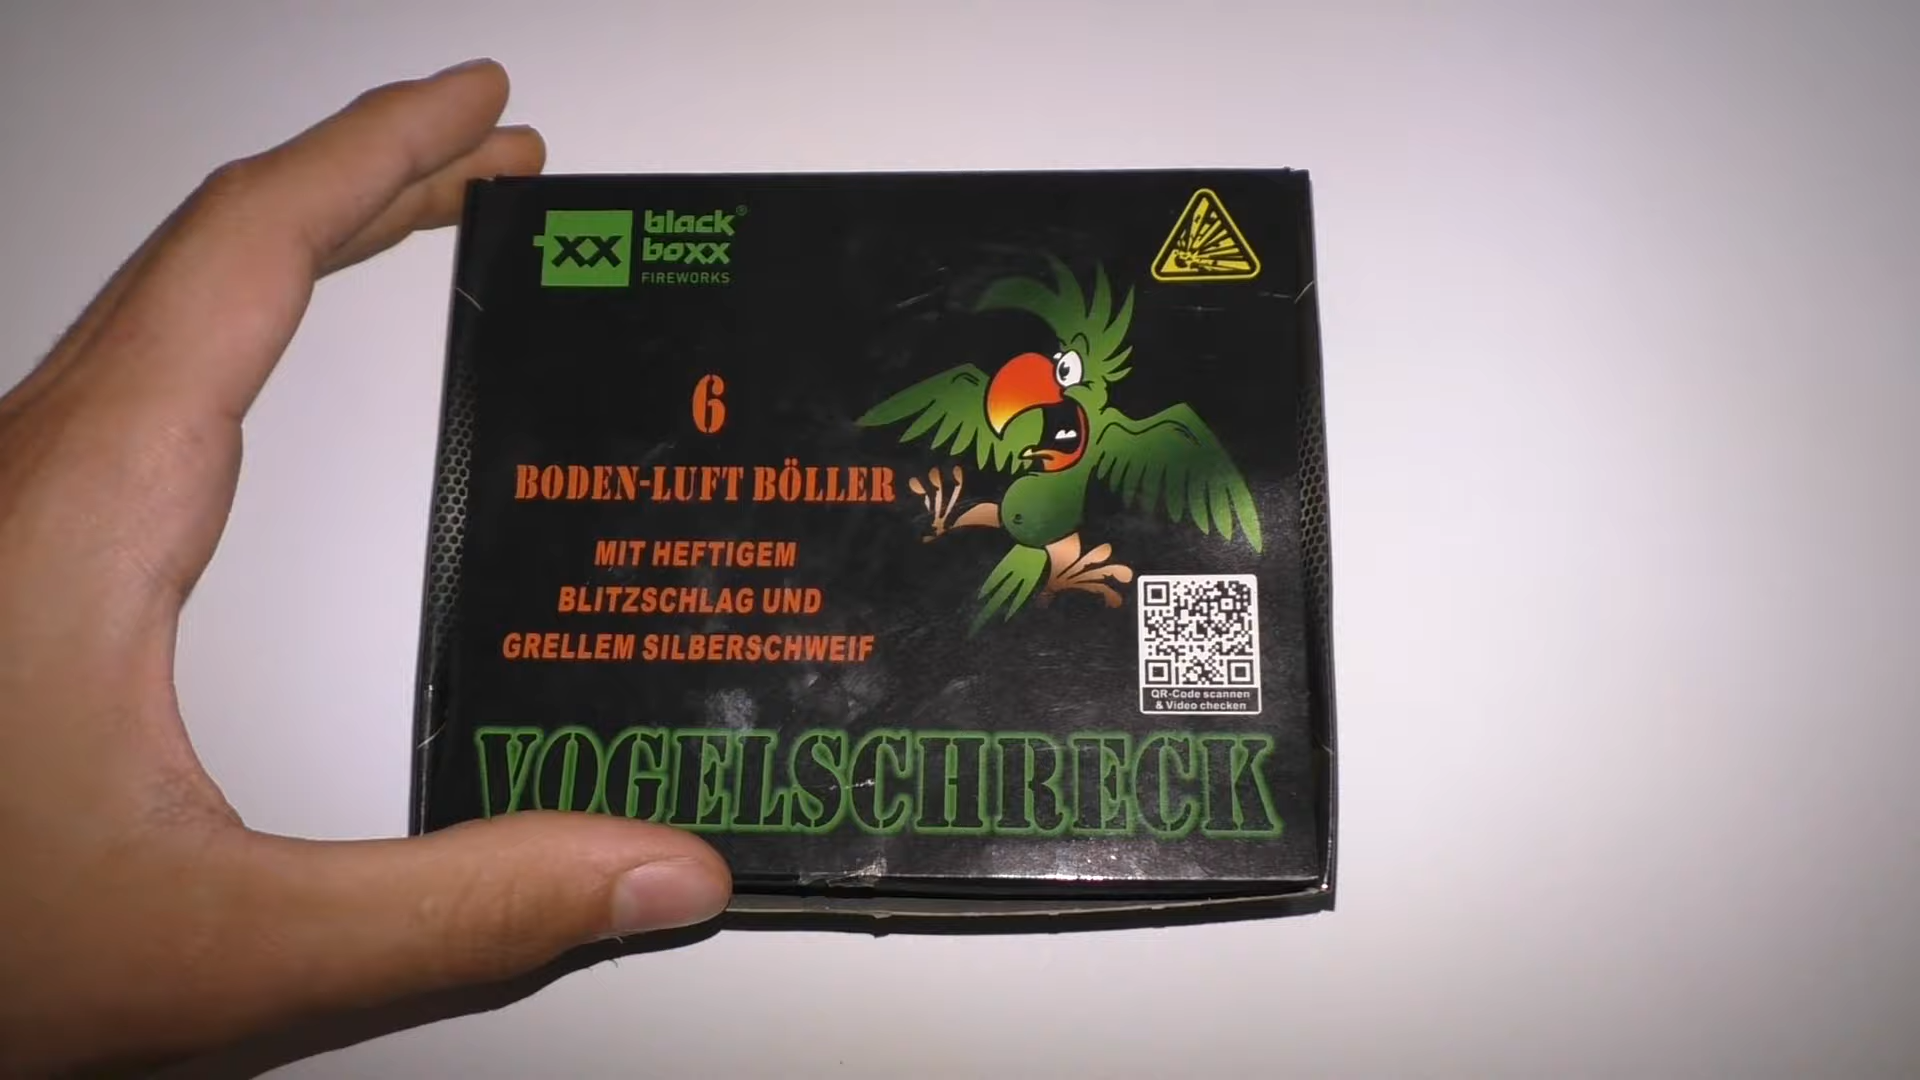 XX
black®
boxx
FIREWORKS
6
BODEN-LUFT BÖLLER
MIT HEFTIGEM
BLITZSCHLAG UND
GRELLEM SILBERSCHWEIF
QR-Code scannen
& Video checken
VOGELSCHRECK